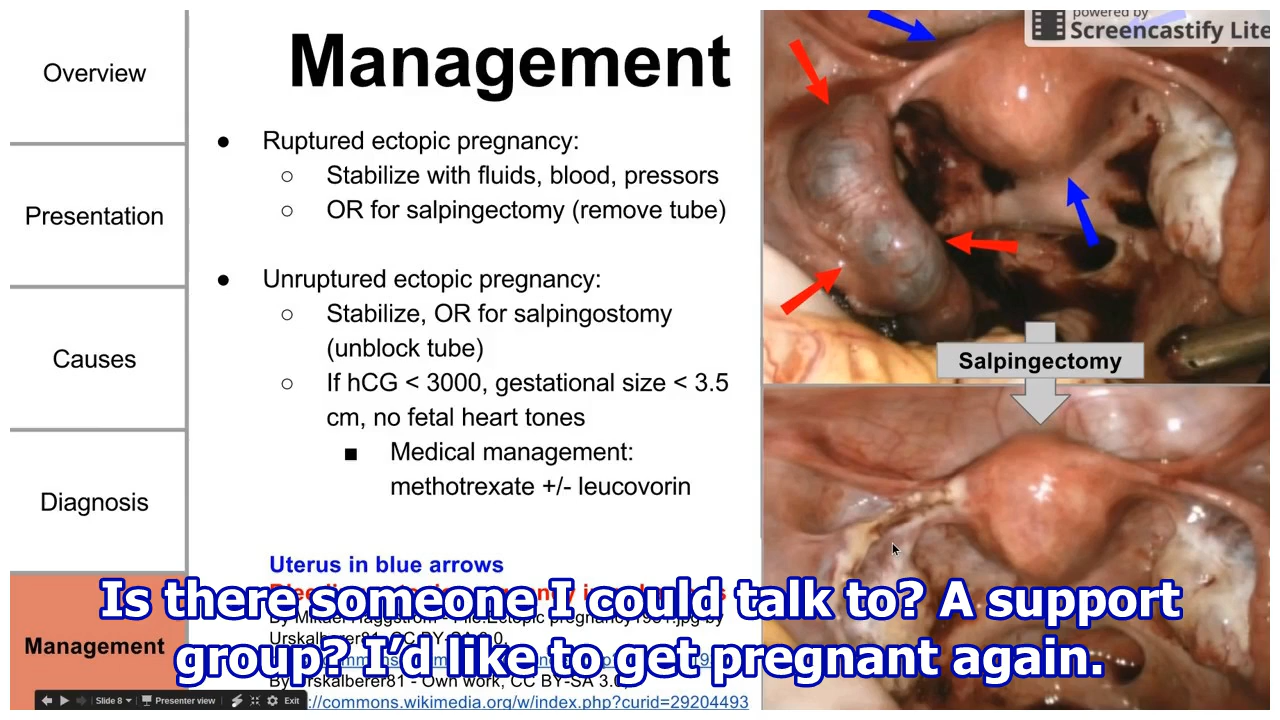 powered by
Screencastify Lite
Overview
Presentation
Causes
Diagnosis
Management
Management
● Ruptured ectopic pregnancy:
○ Stabilize with fluids, blood, pressors
○ OR for salpingectomy (remove tube)
● Unruptured ectopic pregnancy:
○ Stabilize, OR for salpingostomy
(unblock tube)
○ If hCG < 3000, gestational size < 3.5
cm, no fetal heart tones
■ Medical management:
methotrexate +/- leucovorin
Uterus in blue arrows
Salpingectomy
Is there someone I could talk to? A support
group? I’d like to get pregnant again.
By Mikael Häggström - File:Ectopic pregnancy by
CC BY-SA
By Urskalberer81 - Own work, CC BY-SA 3.0,
://commons.wikimedia.org/w/index.php?curid=29204493
Slide 8
Presenter view
Exit